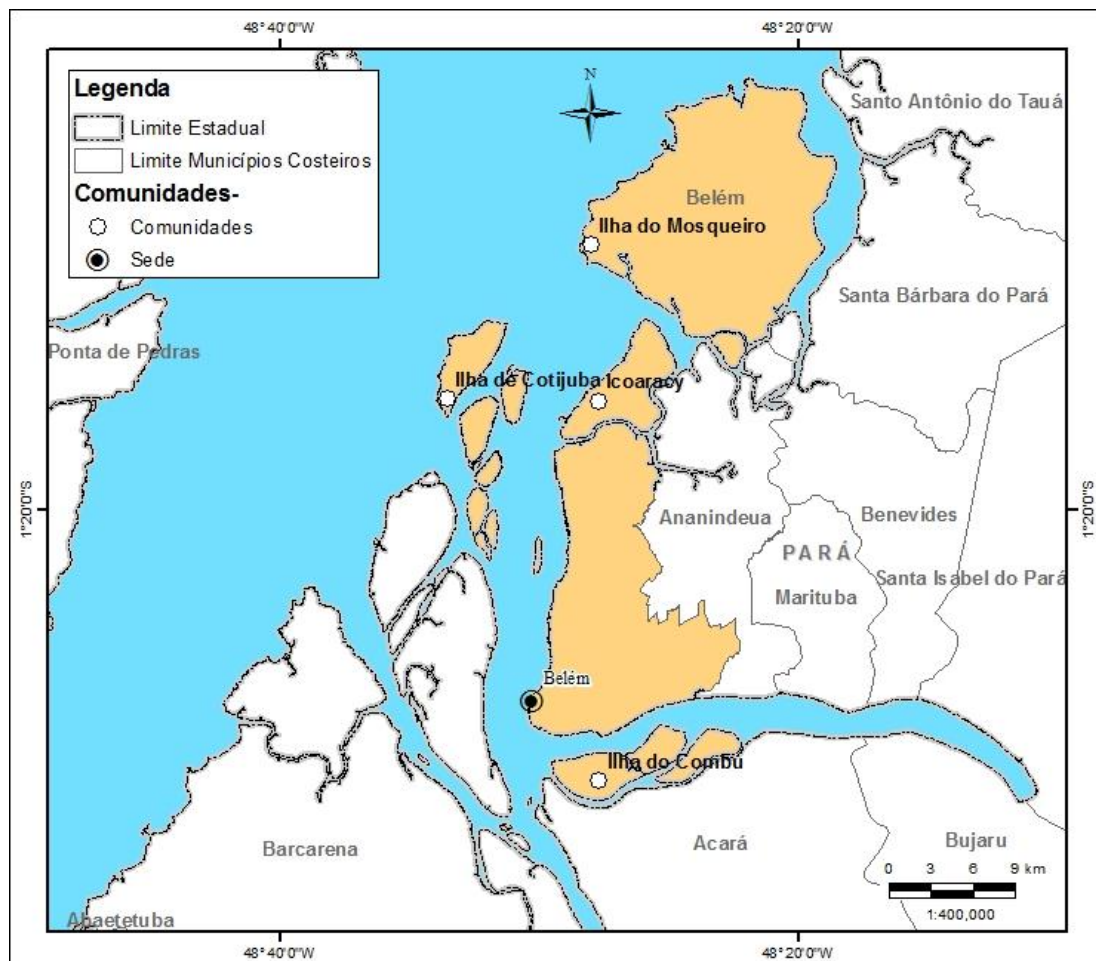 48°40'0"W
48°20'0"W
Legenda
Limite Estadual
Limite Municípios Costeiros
Comunidades-
Comunidades
Sede
N
Santo Antônio do Tauá
Belém
Ilha do Mosqueiro
Santa Bárbara do Pará
Ponta de Pedras
Ilha de Cotijuba
Icoaracy
1°20'0"S
1°20'0"S
Ananindeua
Benevides
PARÁ
Santa Isabel do Pará
Marituba
Belém
Ilha do Combú
Barcarena
Acará
Bujaru
0 3 6 9 km
1:400,000
Abaetetuba
48°40'0"W
48°20'0"W